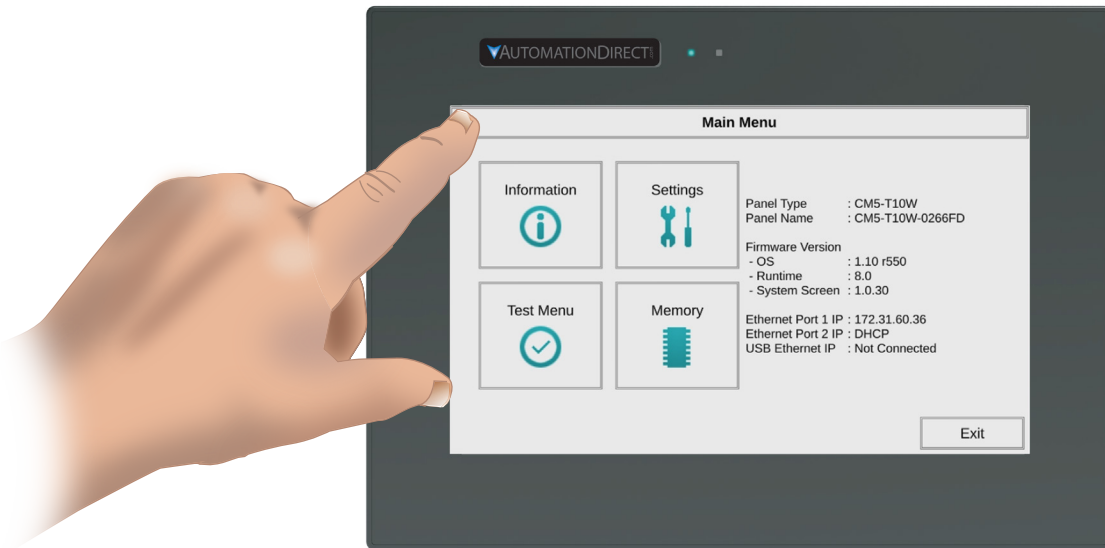 AUTOMATIONDIRECT
Main Menu
Information
Settings
Test Menu
Memory
Panel Type : CM5-T10W
Panel Name : CM5-T10W-0266FD
Firmware Version
- OS : 1.10 r550
- Runtime : 8.0
- System Screen : 1.0.30
Ethernet Port 1 IP : 172.31.60.36
Ethernet Port 2 IP : DHCP
USB Ethernet IP : Not Connected
Exit